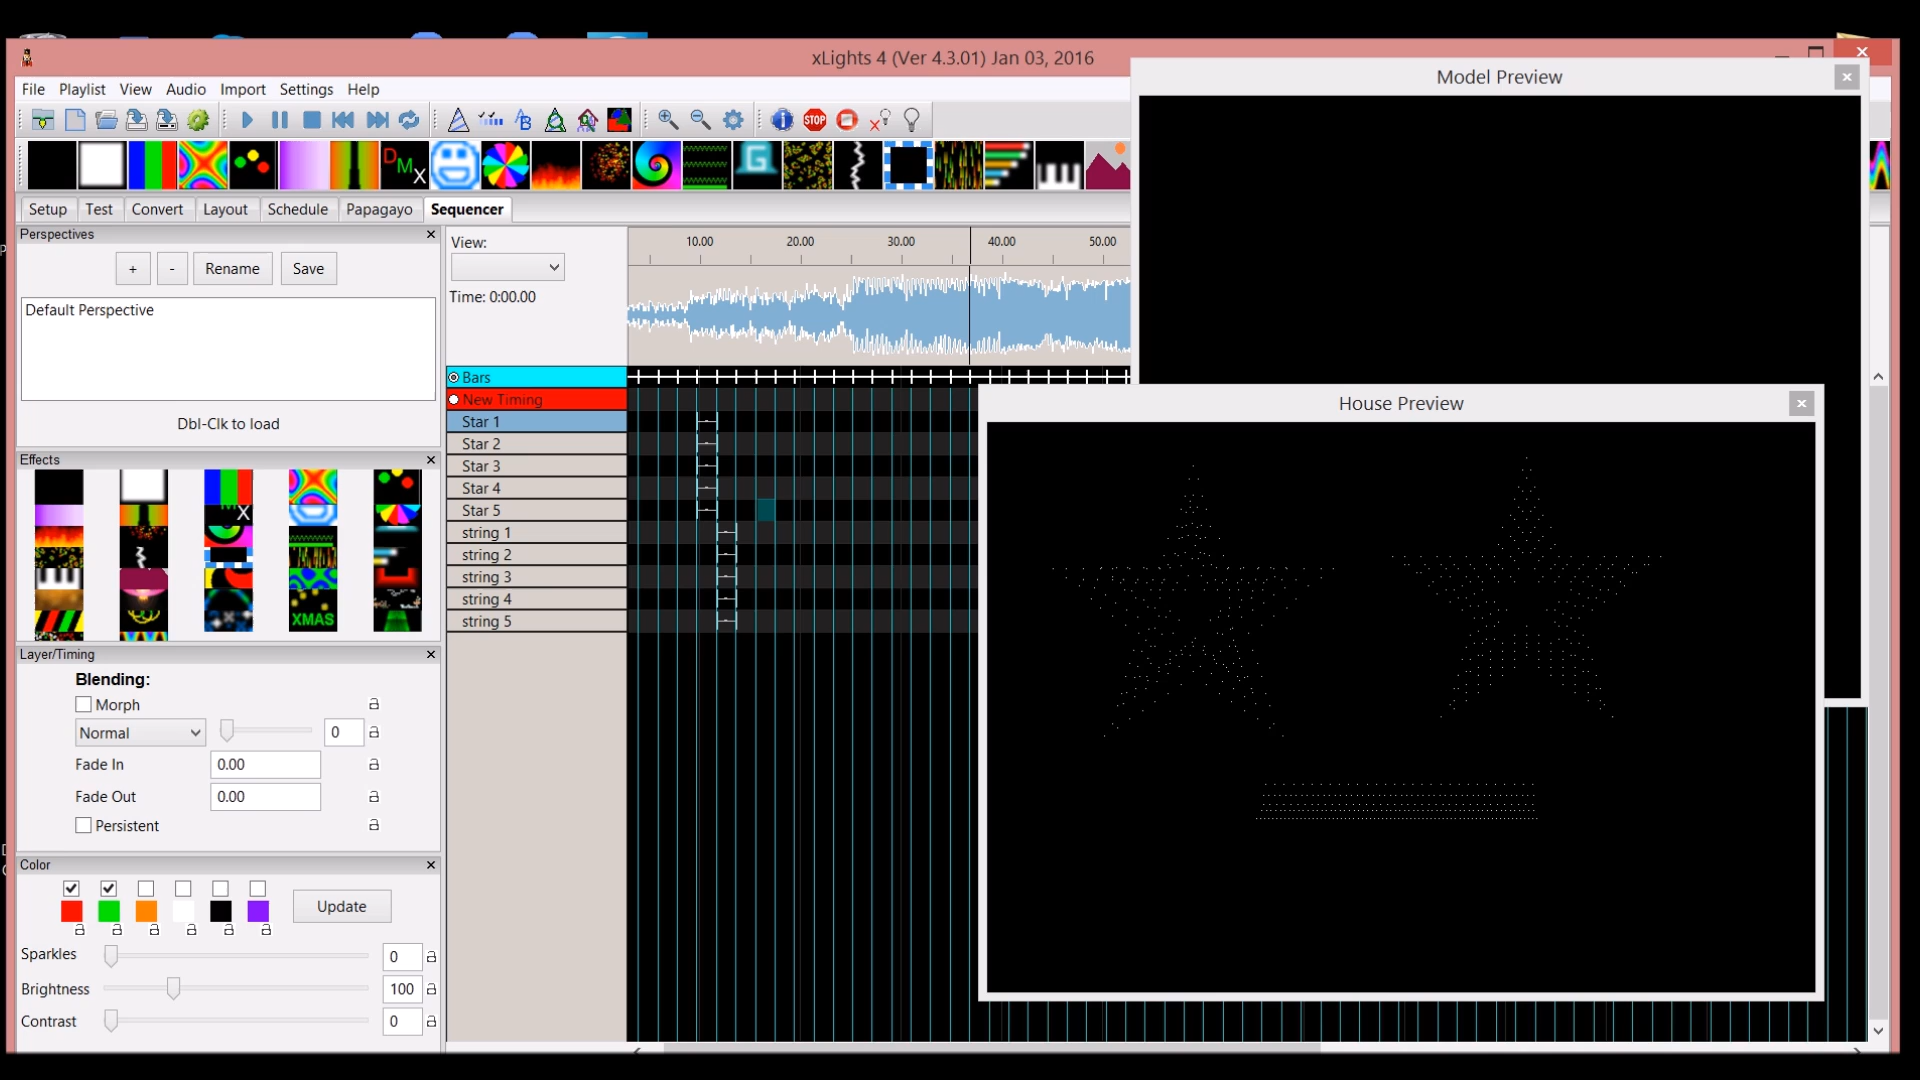 xLights 4 (Ver 4.3.01) Jan 03, 2016
File Playlist View Audio Import Settings Help
Model Preview
STOP
DMX
G
Setup Test Convert Layout Schedule Papagayo Sequencer
Perspectives
+ - Rename Save
Default Perspective
Dbl-Clk to load
View:
Time: 0:00.00
10.00 20.00 30.00 40.00 50.00
Bars
New Timing
Star 1
Star 2
Star 3
Star 4
Star 5
string 1
string 2
string 3
string 4
string 5
House Preview
Effects
X
XMAS
Layer/Timing
Blending:
Morph
Normal 0
Fade In 0.00
Fade Out 0.00
Persistent
Color
Update
Sparkles 0
Brightness 100
Contrast 0